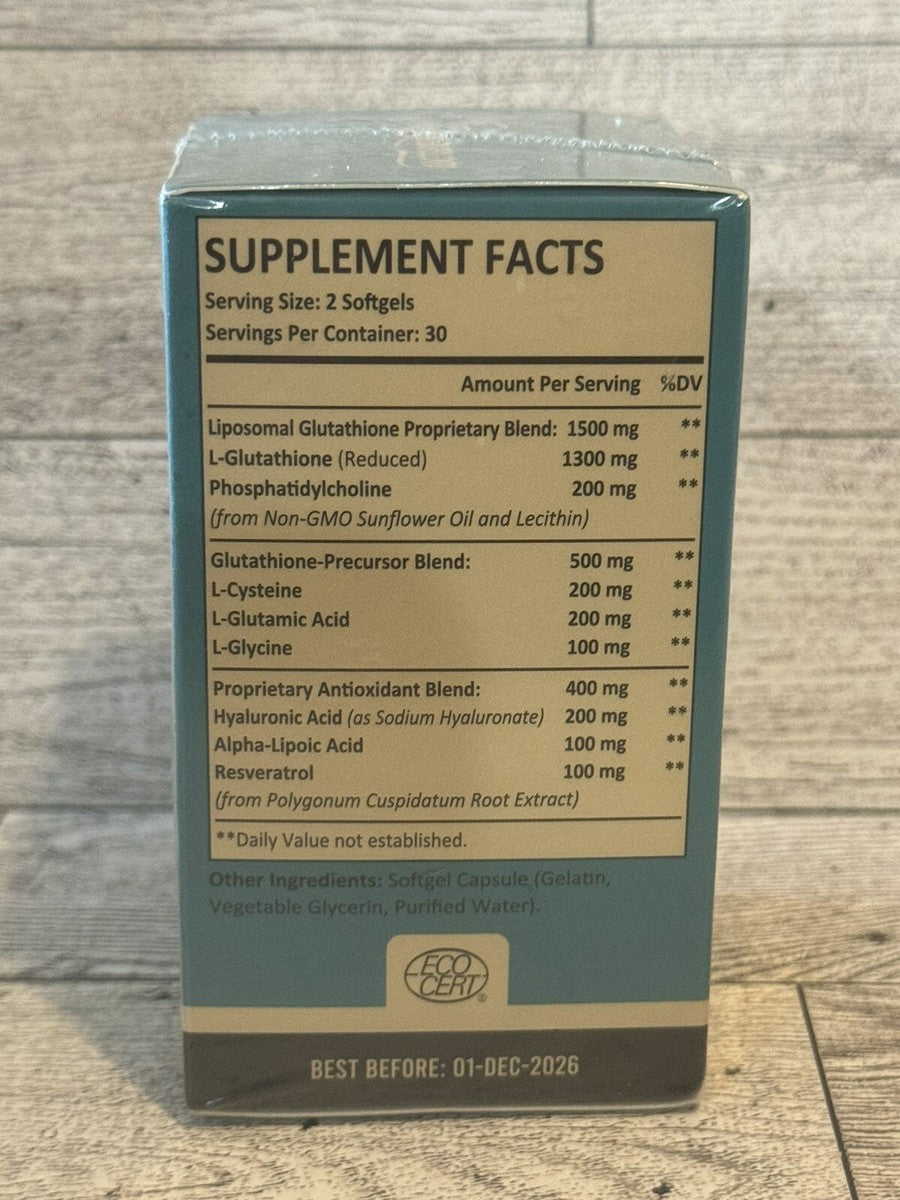 SUPPLEMENT FACTS
Serving Size: 2 Softgels
Servings Per Container: 30
Amount Per Serving %DV
Liposomal Glutathione Proprietary Blend: 1500 mg **
L-Glutathione (Reduced) 1300 mg **
Phosphatidylcholine 200 mg **
(from Non-GMO Sunflower Oil and Lecithin)
Glutathione-Precursor Blend: 500 mg **
L-Cysteine 200 mg **
L-Glutamic Acid 200 mg **
L-Glycine 100 mg **
Proprietary Antioxidant Blend: 400 mg **
Hyaluronic Acid (as Sodium Hyaluronate) 200 mg **
Alpha-Lipoic Acid 100 mg **
Resveratrol 100 mg **
(from Polygonum Cuspidatum Root Extract)
**Daily Value not established.
Other Ingredients: Softgel Capsule (Gelatin,
Vegetable Glycerin, Purified Water).
ECO
CERT®
BEST BEFORE: 01-DEC-2026